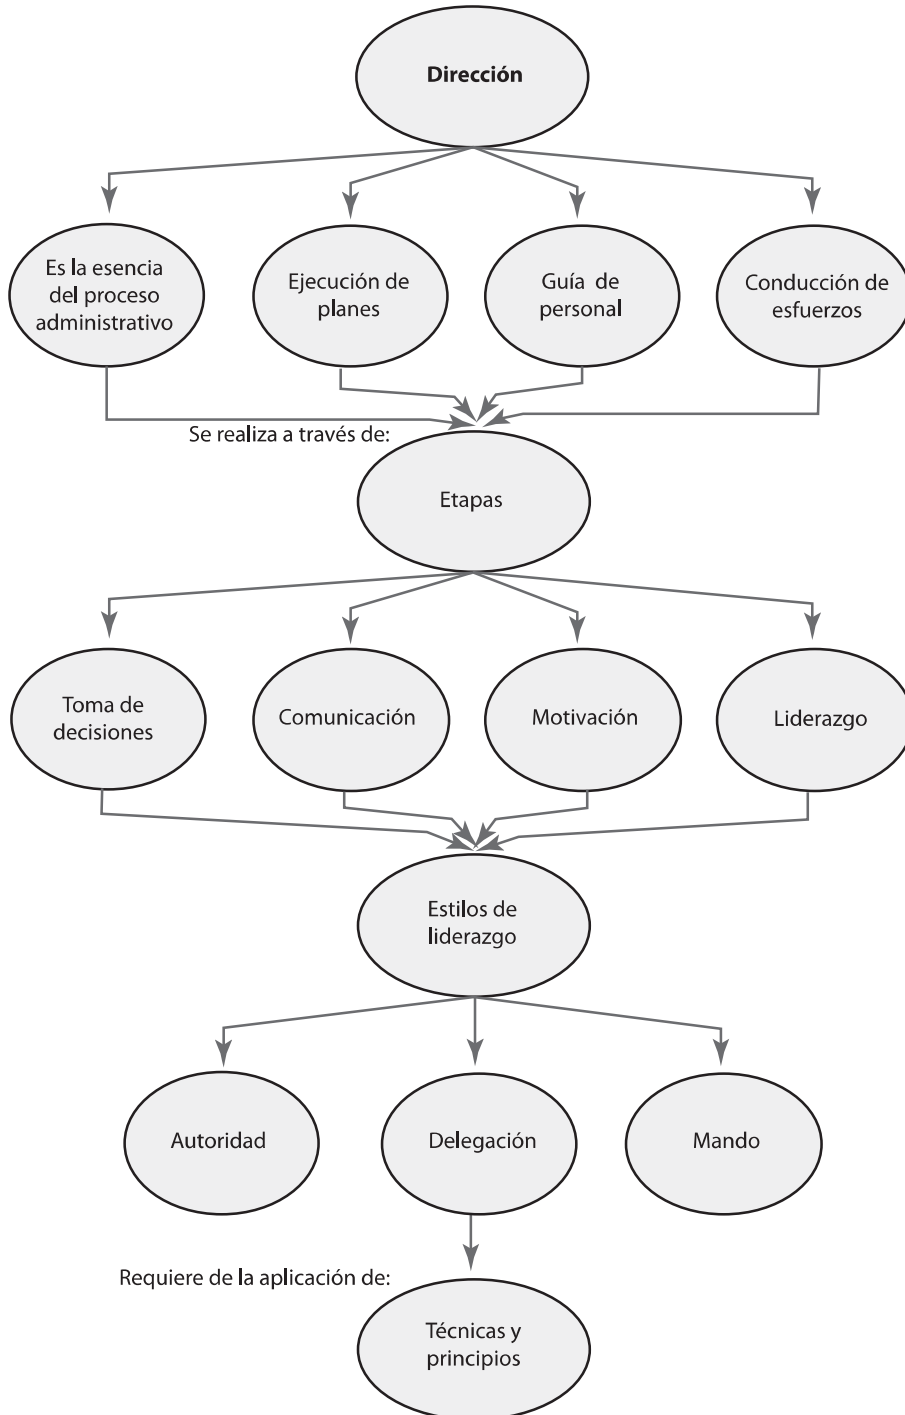 Dirección
Es la esencia
del proceso
administrativo
Ejecución de
planes
Guía de
personal
Conducción de
esfuerzos
Se realiza a través de:
Etapas
Toma de
decisiones
Comunicación
Motivación
Liderazgo
Estilos de
liderazgo
Autoridad
Delegación
Mando
Requiere de la aplicación de:
Técnicas y
principios